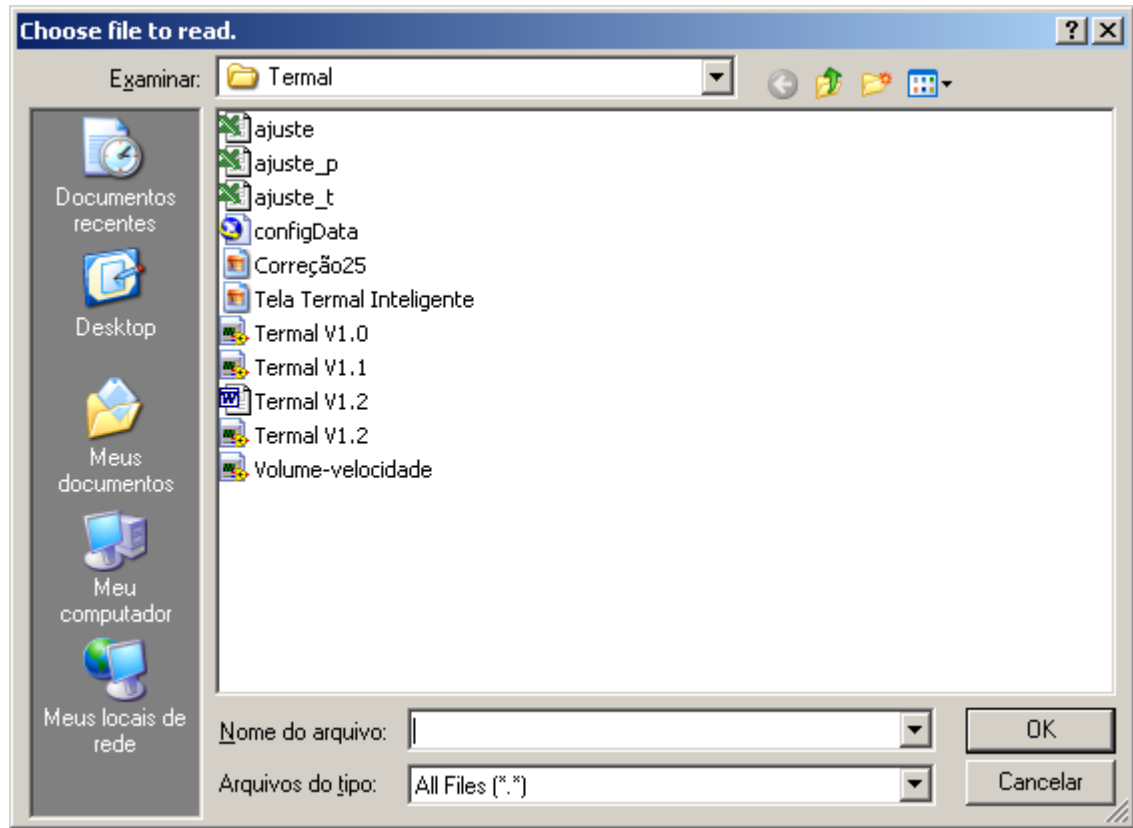 Choose file to read.
Examinar:
Termal
Documentos
recentes
Desktop
Meus
documentos
Meu
computador
Meus locais de
rede
ajuste
ajuste_p
ajuste_t
configData
Correção25
Tela Termal Inteligente
Termal V1.0
Termal V1.1
Termal V1.2
Termal V1.2
Volume-velocidade
Nome do arquivo:
OK
Arquivos do tipo:
All Files (*.*)
Cancelar